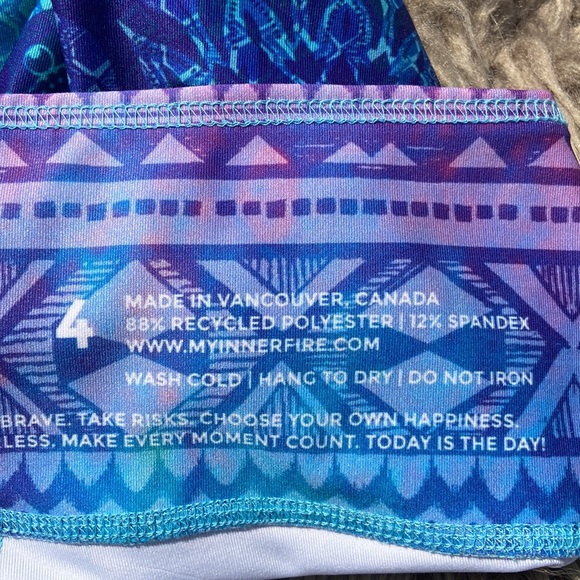 4
MADE IN VANCOUVER, CANADA
88% RECYCLED POLYESTER | 12% SPANDEX
WWW.MYINNERFIRE.COM
WASH COLD | HANG TO DRY | DO NOT IRON
BRAVE. TAKE RISKS. CHOOSE YOUR OWN HAPPINESS.
LESS. MAKE EVERY MOMENT COUNT. TODAY IS THE DAY!